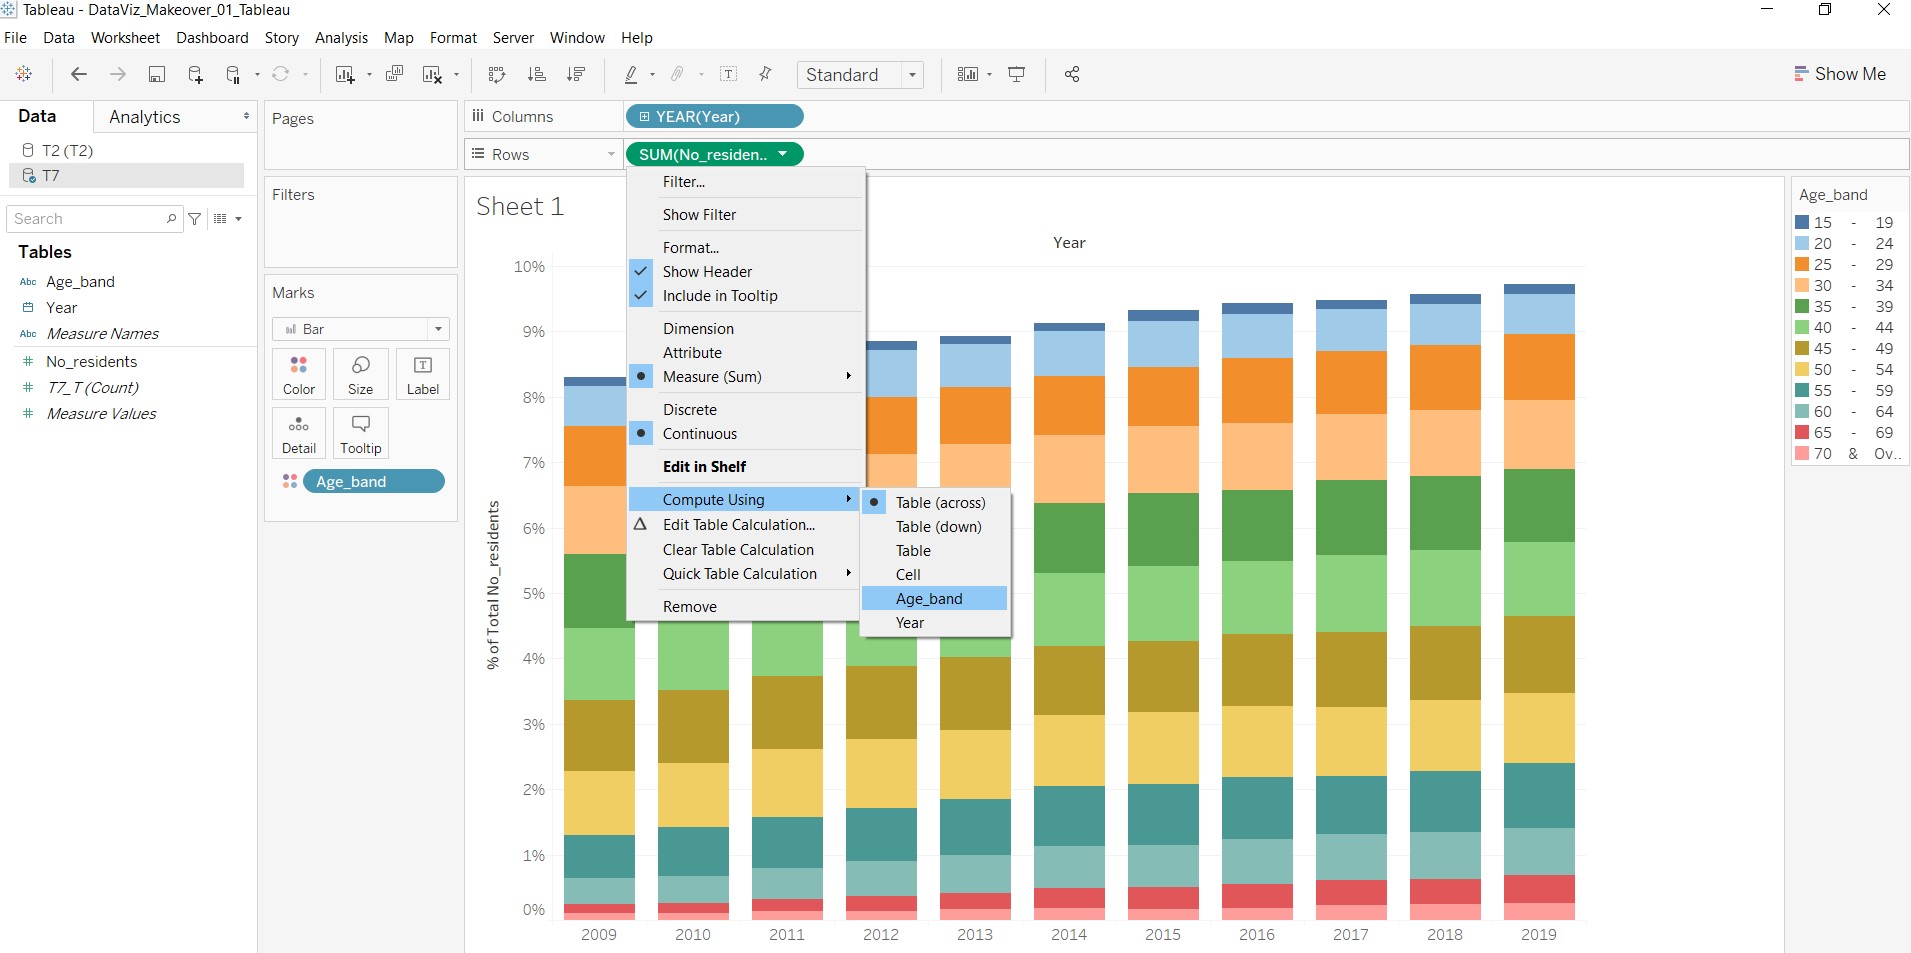 Tableau - DataViz_Makeover_01_Tableau
File Data Worksheet Dashboard Story Analysis Map Format Server Window Help
Standard
Show Me
Data Analytics
T2 (T2)
T7
Search
Tables
Abc Age_band
Year
Abc Measure Names
# No_residents
# T7_T (Count)
# Measure Values
Pages
Filters
Marks
Bar
Color Size Label
Detail Tooltip
Age_band
Columns YEAR(Year)
Rows SUM(No_residen..
Sheet 1
Filter...
Show Filter
Format...
Show Header
Include in Tooltip
Dimension
Attribute
Measure (Sum)
Discrete
Continuous
Edit in Shelf
Compute Using
Edit Table Calculation...
Clear Table Calculation
Quick Table Calculation
Remove
Table (across)
Table (down)
Table
Cell
Age_band
Year
Year
% of Total No_residents
10%
9%
8%
7%
6%
5%
4%
3%
2%
1%
0%
2009 2010 2011 2012 2013 2014 2015 2016 2017 2018 2019
Age_band
15 - 19
20 - 24
25 - 29
30 - 34
35 - 39
40 - 44
45 - 49
50 - 54
55 - 59
60 - 64
65 - 69
70 & Ov..